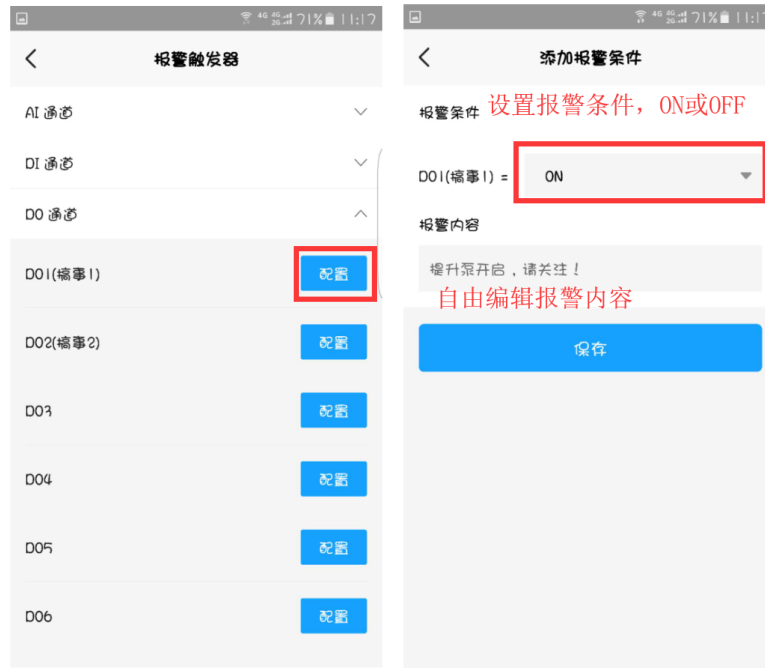 4G 4G 2G 71% 11:17
报警触发器
AI 通道
DI 通道
DO 通道
DO1(搞事1)
配置
DO2(搞事2)
配置
DO3
配置
DO4
配置
DO5
配置
DO6
配置
4G 4G 2G 71% 11:17
添加报警条件
报警条件
设置报警条件，ON或OFF
DO1(搞事1) =
ON
报警内容
提升泵开启，请关注！
自由编辑报警内容
保存